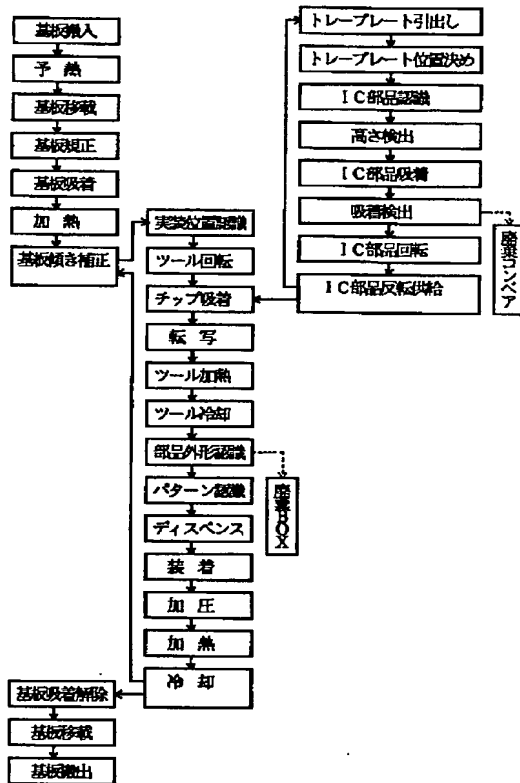 基板搬入
予熱
基板移載
基板規正
基板吸着
加熱
基板傾き補正
実装位置認識
ツール回転
チップ吸着
転写
ツール加熱
ツール冷却
部品外形認識
パターン認識
ディスペンス
装着
加圧
加熱
冷却
基板吸着解除
基板移載
基板搬出
トレープレート引出し
トレープレート位置決め
IC部品認識
高さ検出
IC部品吸着
吸着検出
IC部品回転
IC部品反転供給
廃棄コンベア
廃棄BOX